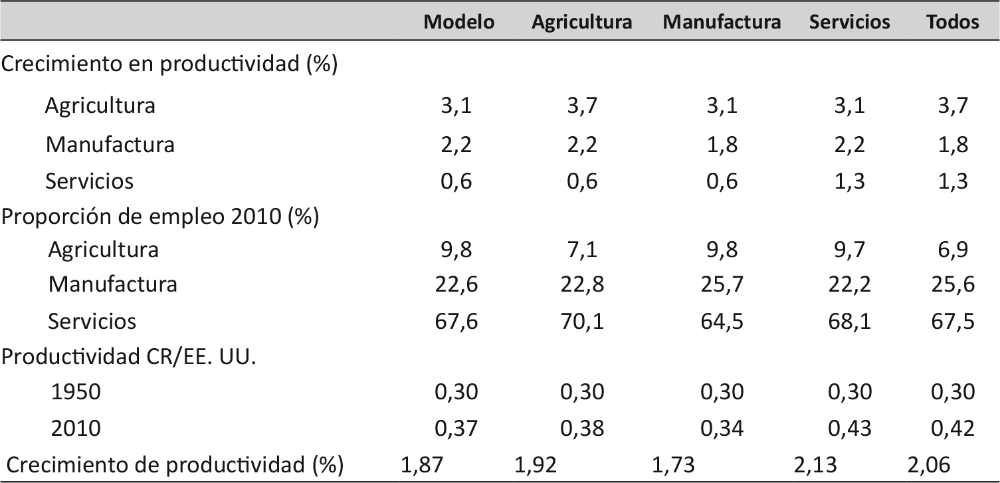 Modelo Agricultura Manufactura Servicios Todos
Crecimiento en productividad (%)
Agricultura 3,1 3,7 3,1 3,1 3,7
Manufactura 2,2 2,2 1,8 2,2 1,8
Servicios 0,6 0,6 0,6 1,3 1,3
Proporción de empleo 2010 (%)
Agricultura 9,8 7,1 9,8 9,7 6,9
Manufactura 22,6 22,8 25,7 22,2 25,6
Servicios 67,6 70,1 64,5 68,1 67,5
Productividad CR/EE. UU.
1950 0,30 0,30 0,30 0,30 0,30
2010 0,37 0,38 0,34 0,43 0,42
Crecimiento de productividad (%) 1,87 1,92 1,73 2,13 2,06